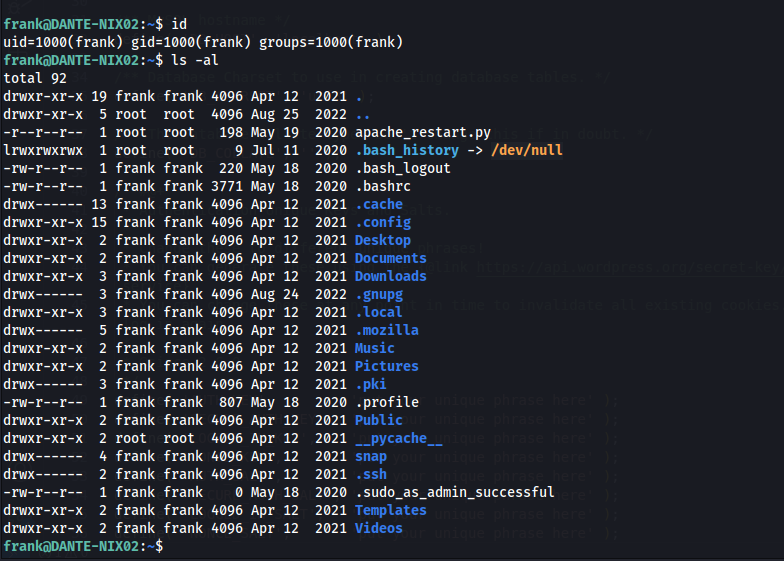 frank@DANTE-NIX02:~$ id
uid=1000(frank) gid=1000(frank) groups=1000(frank)
frank@DANTE-NIX02:~$ ls -al
total 92
drwxr-xr-x 19 frank frank 4096 Apr 12  2021 .
drwxr-xr-x  5 root  root  4096 Aug 25  2022 ..
-r--r--r--  1 root  root   198 May 19  2020 apache_restart.py
lrwxrwxrwx  1 root  root     9 Jul 11  2020 .bash_history -> /dev/null
-rw-r--r--  1 frank frank  220 May 18  2020 .bash_logout
-rw-r--r--  1 frank frank 3771 May 18  2020 .bashrc
drwx------ 13 frank frank 4096 Apr 12  2021 .cache
drwxr-xr-x 15 frank frank 4096 Apr 12  2021 .config
drwxr-xr-x  2 frank frank 4096 Apr 12  2021 Desktop
drwxr-xr-x  2 frank frank 4096 Apr 12  2021 Documents
drwxr-xr-x  3 frank frank 4096 Apr 12  2021 Downloads
drwx------  3 frank frank 4096 Aug 24  2022 .gnupg
drwxr-xr-x  3 frank frank 4096 Apr 12  2021 .local
drwx------  5 frank frank 4096 Apr 12  2021 .mozilla
drwxr-xr-x  2 frank frank 4096 Apr 12  2021 Music
drwxr-xr-x  2 frank frank 4096 Apr 12  2021 Pictures
drwx------  3 frank frank 4096 Apr 12  2021 .pki
-rw-r--r--  1 frank frank  807 May 18  2020 .profile
drwxr-xr-x  2 frank frank 4096 Apr 12  2021 Public
drwxr-xr-x  2 root  root  4096 Apr 12  2021 __pycache__
drwx------  4 frank frank 4096 Apr 12  2021 snap
drwx------  2 frank frank 4096 Apr 12  2021 .ssh
-rw-r--r--  1 frank frank    0 May 18  2020 .sudo_as_admin_successful
drwxr-xr-x  2 frank frank 4096 Apr 12  2021 Templates
drwxr-xr-x  2 frank frank 4096 Apr 12  2021 Videos
frank@DANTE-NIX02:~$